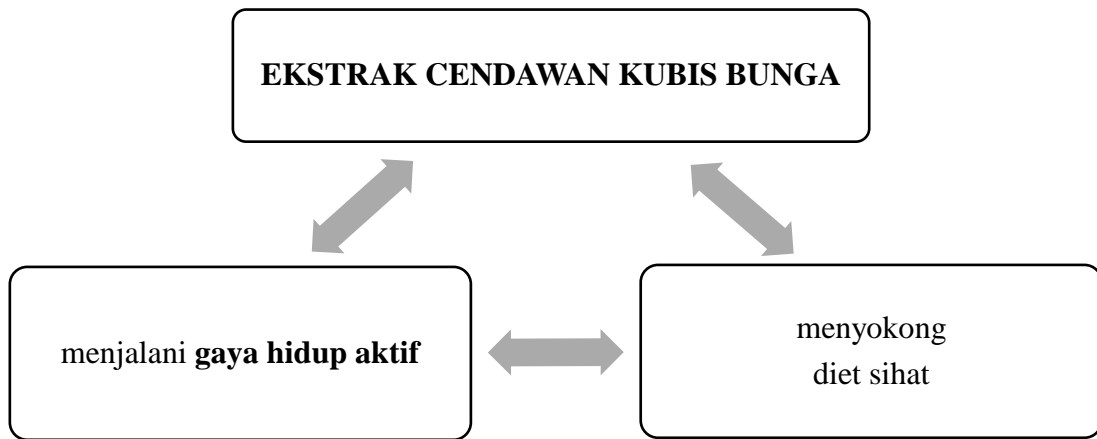 EKSTRAK CENDAWAN KUBIS BUNGA
menjalani gaya hidup aktif
menyokong
diet sihat